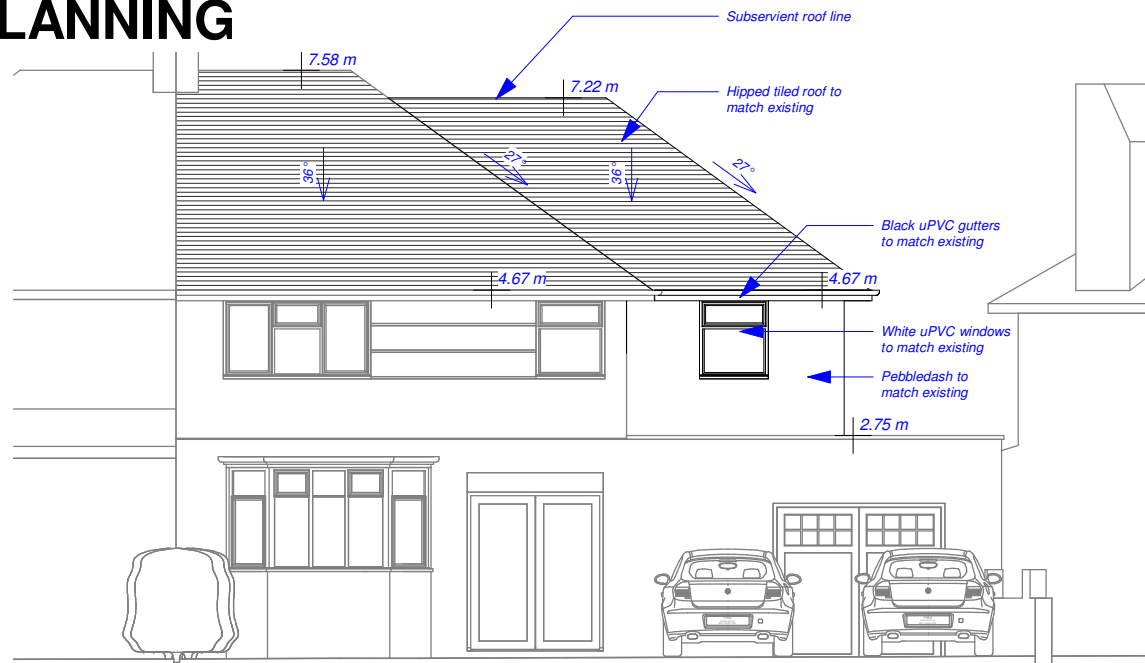 LANNING
Subservient roof line
7.58 m
7.22 m
Hipped tiled roof to
match existing
27°
27°
36°
36°
Black uPVC gutters
to match existing
4.67 m
4.67 m
White uPVC windows
to match existing
Pebbledash to
match existing
2.75 m